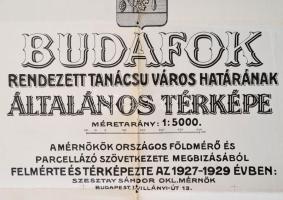 BUDAFOK
RENDEZETT TANÁCSU VÁROS HATÁRÁNAK
ÁLTALÁNOS TÉRKÉPE
MÉRETARÁNY: 1:5000.
A MÉRNÖKÖK ORSZÁGOS FÖLDMÉRŐ ÉS
PARCELLÁZÓ SZÖVETKEZETE MEGBIZÁSÁBÓL
FELMÉRTE ÉS TÉRKÉPEZTE AZ 1927-1929 ÉVBEN:
SZESZTAY SÁNDOR OKL. MÉRNÖK
BUDAPEST, VILLÁNYI-ÚT 13.